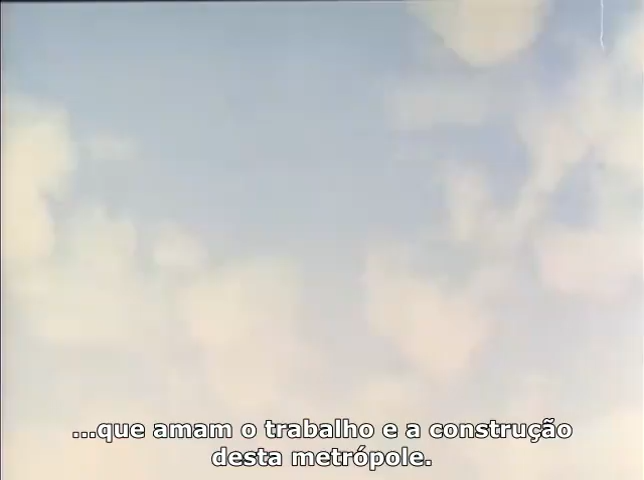 ...que amam o trabalho e a construção
desta metrópole.